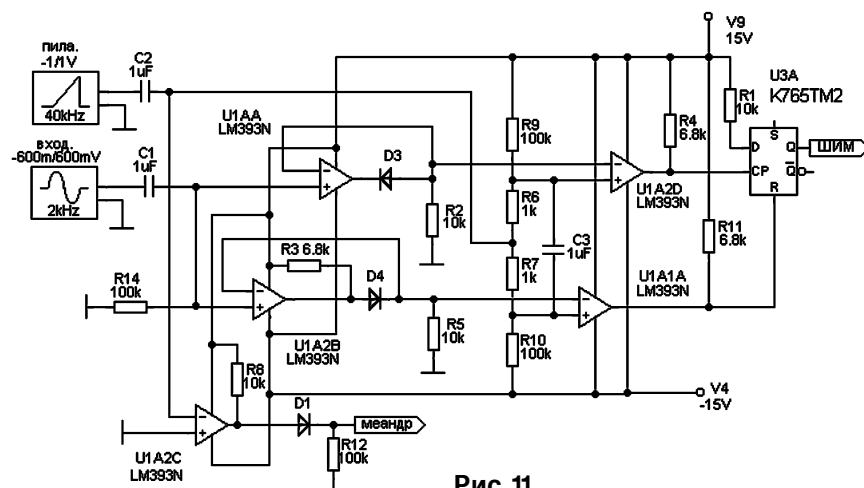 пила.
-1/1V
40kHz
C2
1uF
вход.
-600m/600mV
2kHz
C1
1uF
R14
100k
U1AA
LM393N
D3
R2
10k
R3 6.8k
D4
U1A2B
LM393N
R5
10k
R8
10k
U1A2C
LM393N
D1
меандр
R12
100k
R9
100k
R6
1k
R7
1k
R10
100k
C3
1uF
U1A2D
LM393N
U1A1A
LM393N
R4
6.8k
R11
6.8k
R1
10k
V9
15V
V4
-15V
U3A
К765ТМ2
S
D
Q
CP
Q
R
ШИМ
Рис 11